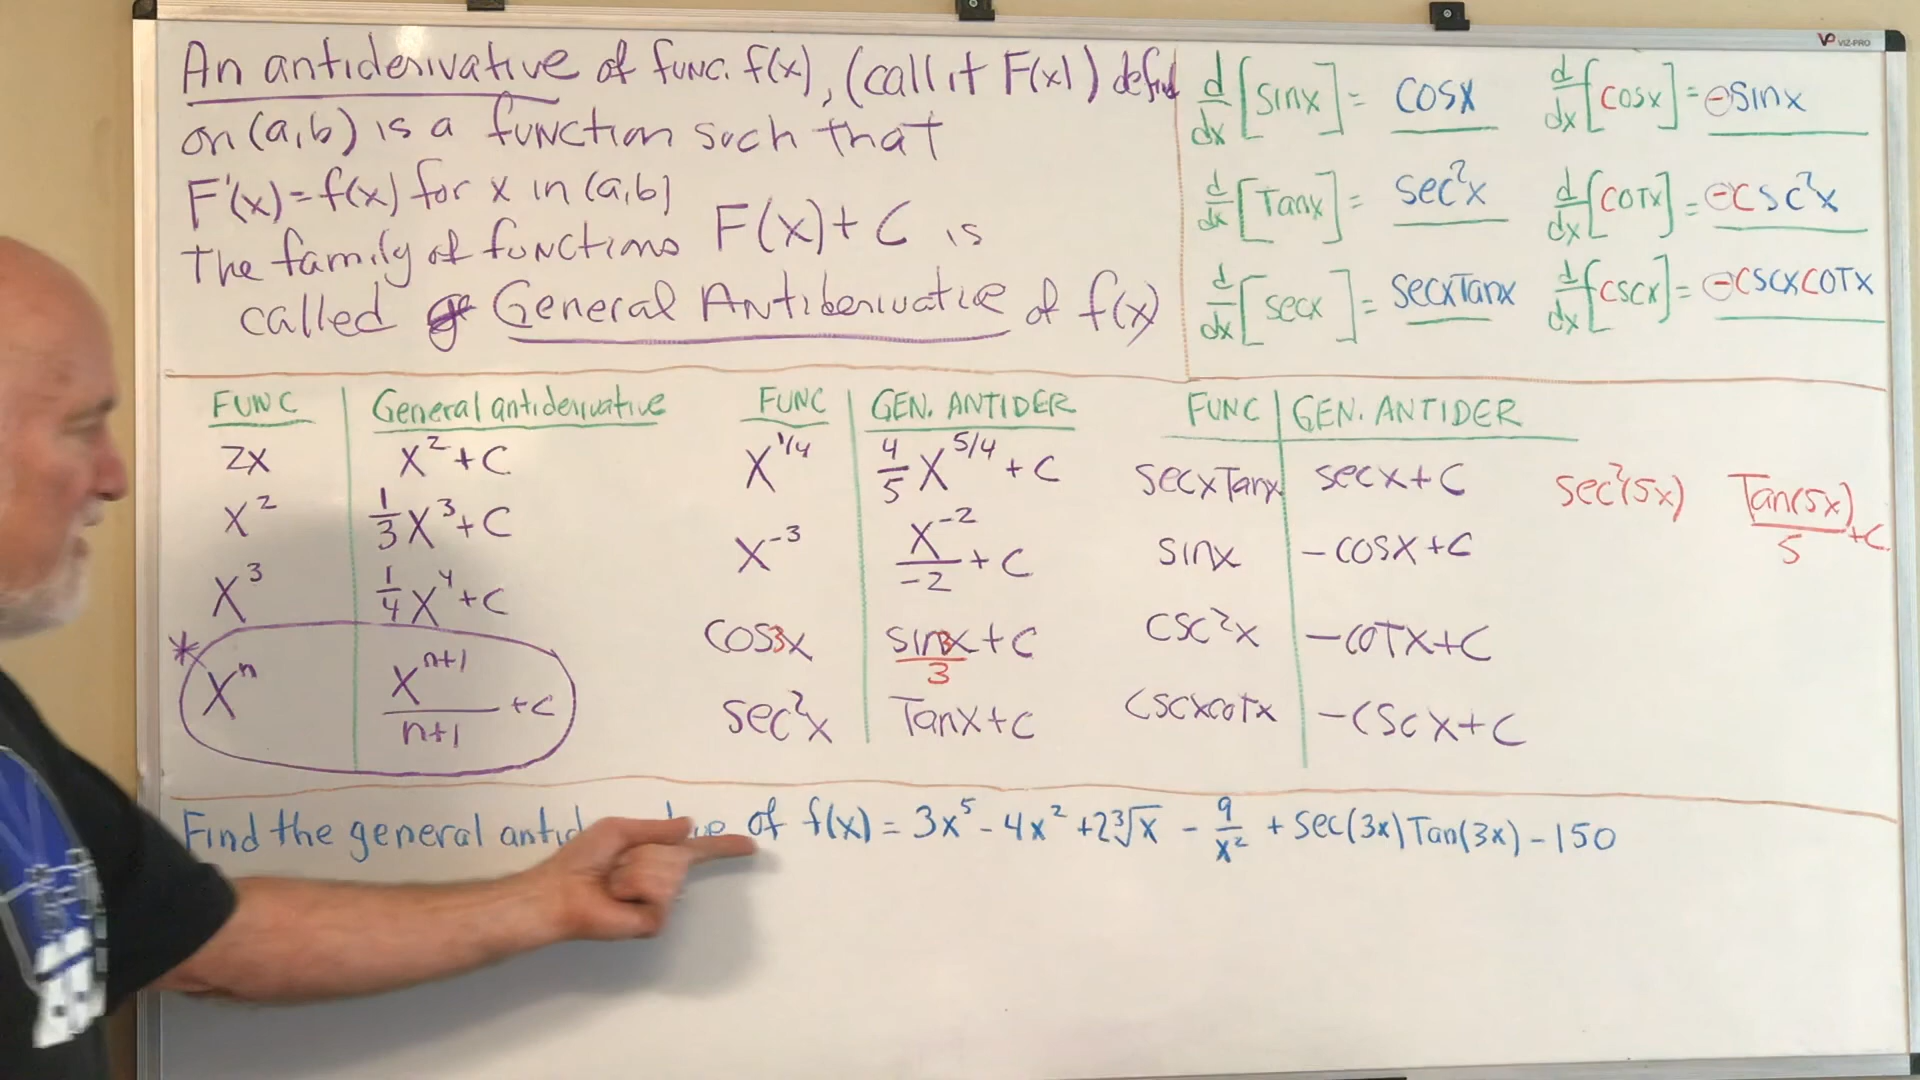 VP VIZ-PRO
An antiderivative of func. f(x), (call it F(x))
on (a,b) is a function such that
F'(x) = f(x) for x in (a,b)
The family of functions F(x) + C is
called General Antiderivative of f(x)
d/dx [sinx] = cosx d/dx [cosx] = -sinx
d/dx [Tanx] = sec²x d/dx [cotx] = -csc²x
d/dx [secx] = secxTanx d/dx [cscx] = -cscxcotx
FUNC General antiderivative
2x x² + C
x² 1/3 x³ + C
x³ 1/4 x⁴ + C
* xⁿ xⁿ⁺¹/(n+1) + c
FUNC GEN. ANTIDER
x^1/4 4/5 x^5/4 + C
x⁻³ x⁻²/-2 + C
cos3x sin3x/3 + C
sec²x Tanx + C
FUNC GEN. ANTIDER
secxTanx secx + C
sinx -cosx + C
csc²x -cotx + C
cscxcotx -cscx + C
sec²(5x) Tan(5x)/5 + C
Find the general of f(x) = 3x⁵ - 4x² + 2∛x - 9/x² + sec(3x)Tan(3x) - 150